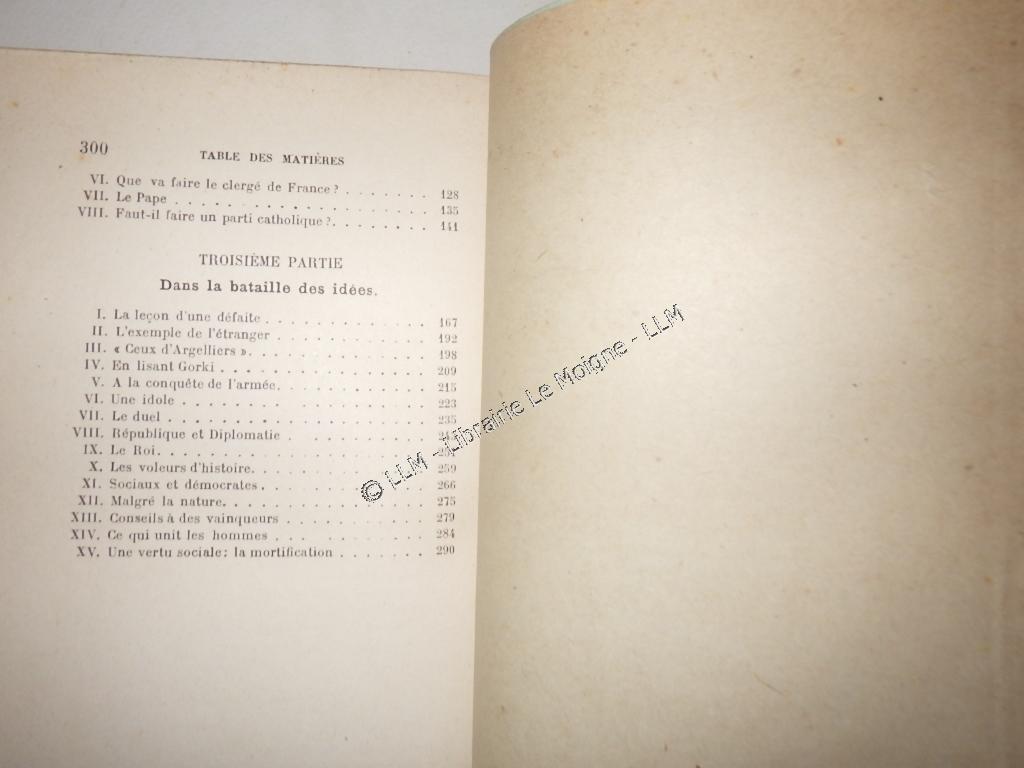 300
TABLE DES MATIÈRES
VI. Que va faire le clergé de France ? . . . . . . . 128
VII. Le Pape . . . . . . . . . . . . . . . . 135
VIII. Faut-il faire un parti catholique ?. . . . . . . . 141
TROISIÈME PARTIE
Dans la bataille des idées.
I. La leçon d'une défaite . . . . . . . . . . . . 167
II. L'exemple de l'étranger . . . . . . . . . . . 192
III. « Ceux d'Argelliers ». . . . . . . . . . . . . 198
IV. En lisant Gorki . . . . . . . . . . . . . . . 209
V. A la conquête de l'armée. . . . . . . . . . . 215
VI. Une idole . . . . . . . . . . . . . . . . 223
VII. Le duel . . . . . . . . . . . . . . . . . 235
VIII. République et Diplomatie . . . . . . . . .
IX. Le Roi. . . . . . . . . . . . . . . . . .
X. Les voleurs d'histoire. . . . . . . . . . . . 259
XI. Sociaux et démocrates . . . . . . . . . . . . 266
XII. Malgré la nature. . . . . . . . . . . . . . 275
XIII. Conseils à des vainqueurs . . . . . . . . . . 279
XIV. Ce qui unit les hommes . . . . . . . . . . 284
XV. Une vertu sociale : la mortification . . . . . . . 290
© LLM - Librairie Le Moigne - LLM